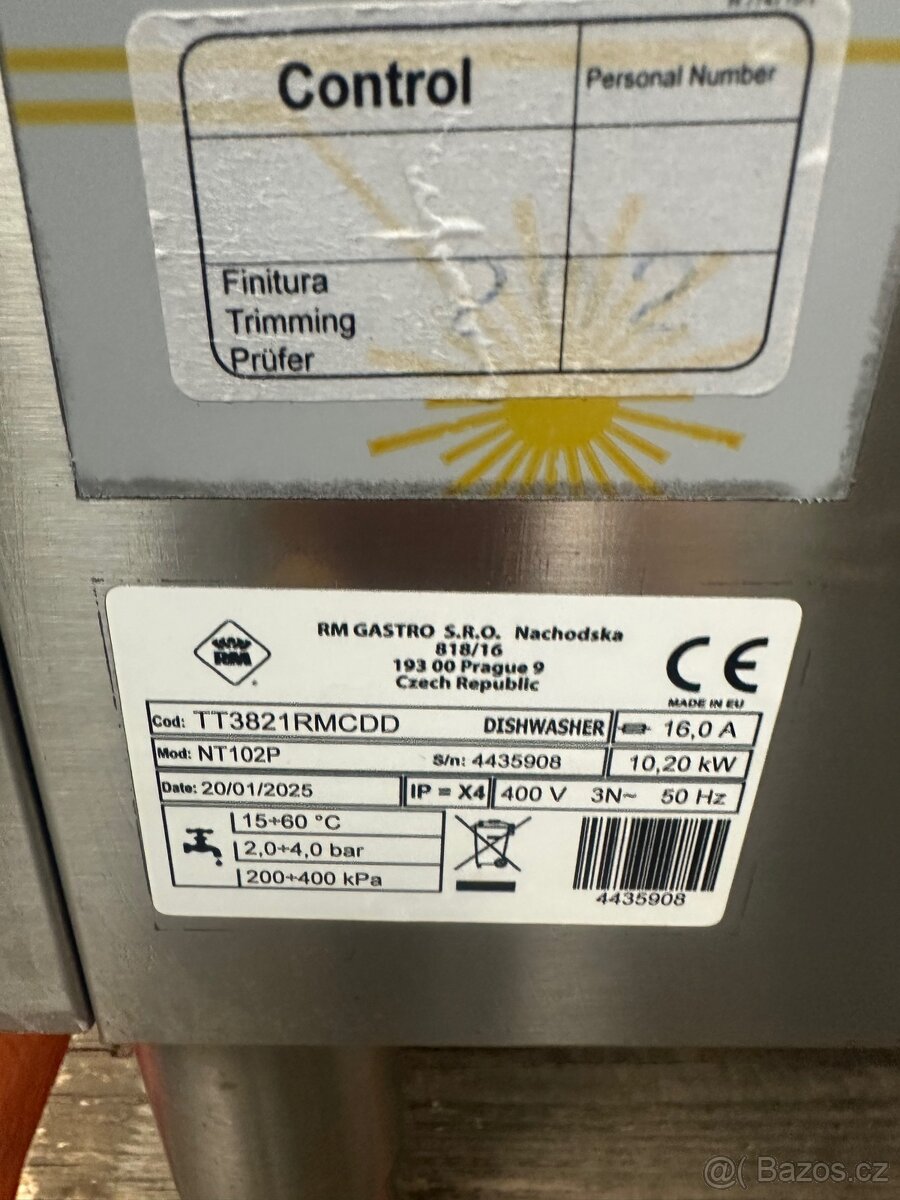 Control
Personal Number
Finitura
Trimming
Prüfer
RM
RM GASTRO S.R.O. Nachodska
818/16
193 00 Prague 9
Czech Republic
CE
MADE IN EU
Cod: TT3821RMCDD DISHWASHER 16,0 A
Mod: NT102P S/n: 4435908 10,20 kW
Date: 20/01/2025 IP = X4 400 V 3N~ 50 Hz
15÷60 °C
2,0÷4,0 bar
200÷400 kPa
4435908
@( Bazos.cz